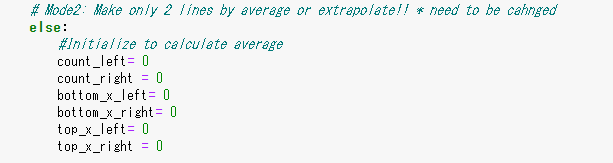 # Mode2: Make only 2 lines by average or extrapolate!! * need to be cahnged
else:
#Initialize to calculate average
count_left= 0
count_right = 0
bottom_x_left= 0
bottom_x_right= 0
top_x_left= 0
top_x_right = 0